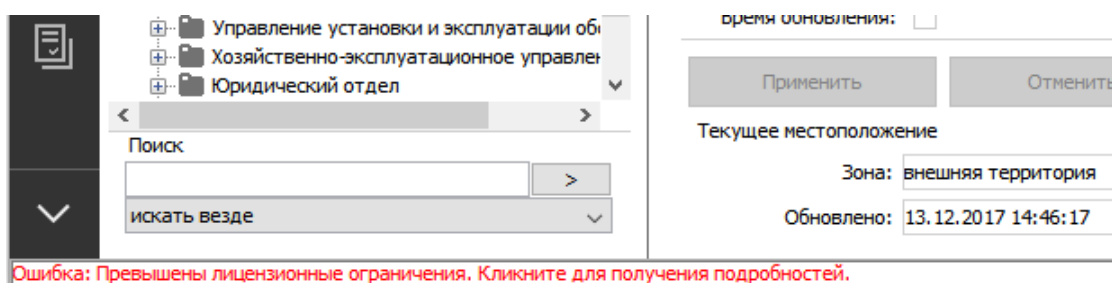 Управление установки и эксплуатации об
Хозяйственно-эксплуатационное управлен
Юридический отдел
Поиск
>
искать везде
Время обновления:
Применить
Отменить
Текущее местоположение
Зона: внешняя территория
Обновлено: 13.12.2017 14:46:17
Ошибка: Превышены лицензионные ограничения. Кликните для получения подробностей.